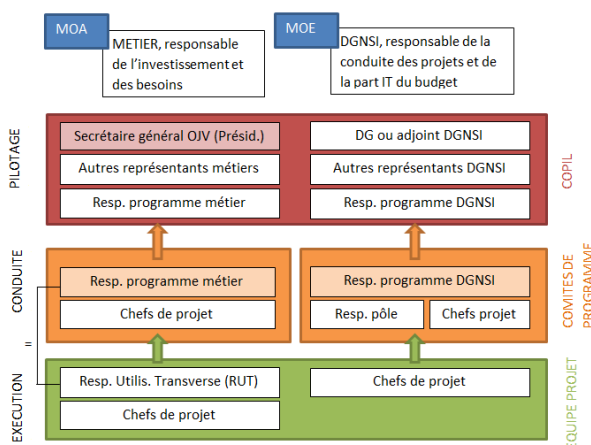 MOA
METIER, responsable
de l'investissement et
des besoins
MOE
DGNSI, responsable de la
conduite des projets et de
la part IT du budget
PILOTAGE
Secrétaire général OJV (Présid.)
Autres représentants métiers
Resp. programme métier
DG ou adjoint DGNSI
Autres représentants DGNSI
Resp. programme DGNSI
COPIL
CONDUITE
Resp. programme métier
Chefs de projet
Resp. programme DGNSI
Resp. pôle
Chefs projet
COMITES DE
PROGRAMME
=
EXECUTION
Resp. Utilis. Transverse (RUT)
Chefs de projet
Chefs de projet
EQUIPE PROJET